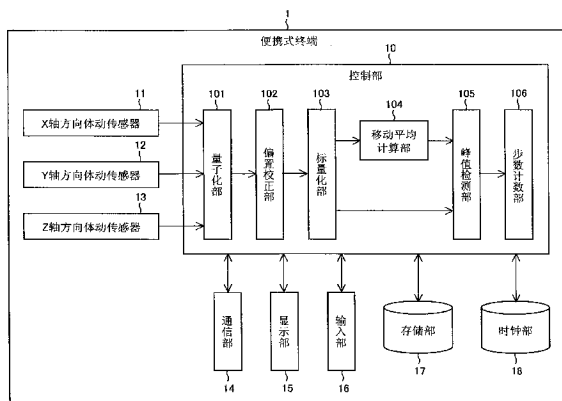 1
便携式终端
10
控制部
11
X轴方向体动传感器
12
Y轴方向体动传感器
13
Z轴方向体动传感器
101
量子化部
102
偏置校正部
103
标量化部
104
移动平均
计算部
105
峰值检测部
106
步数计数部
通信部
14
显示部
15
输入部
16
存储部
17
时钟部
18